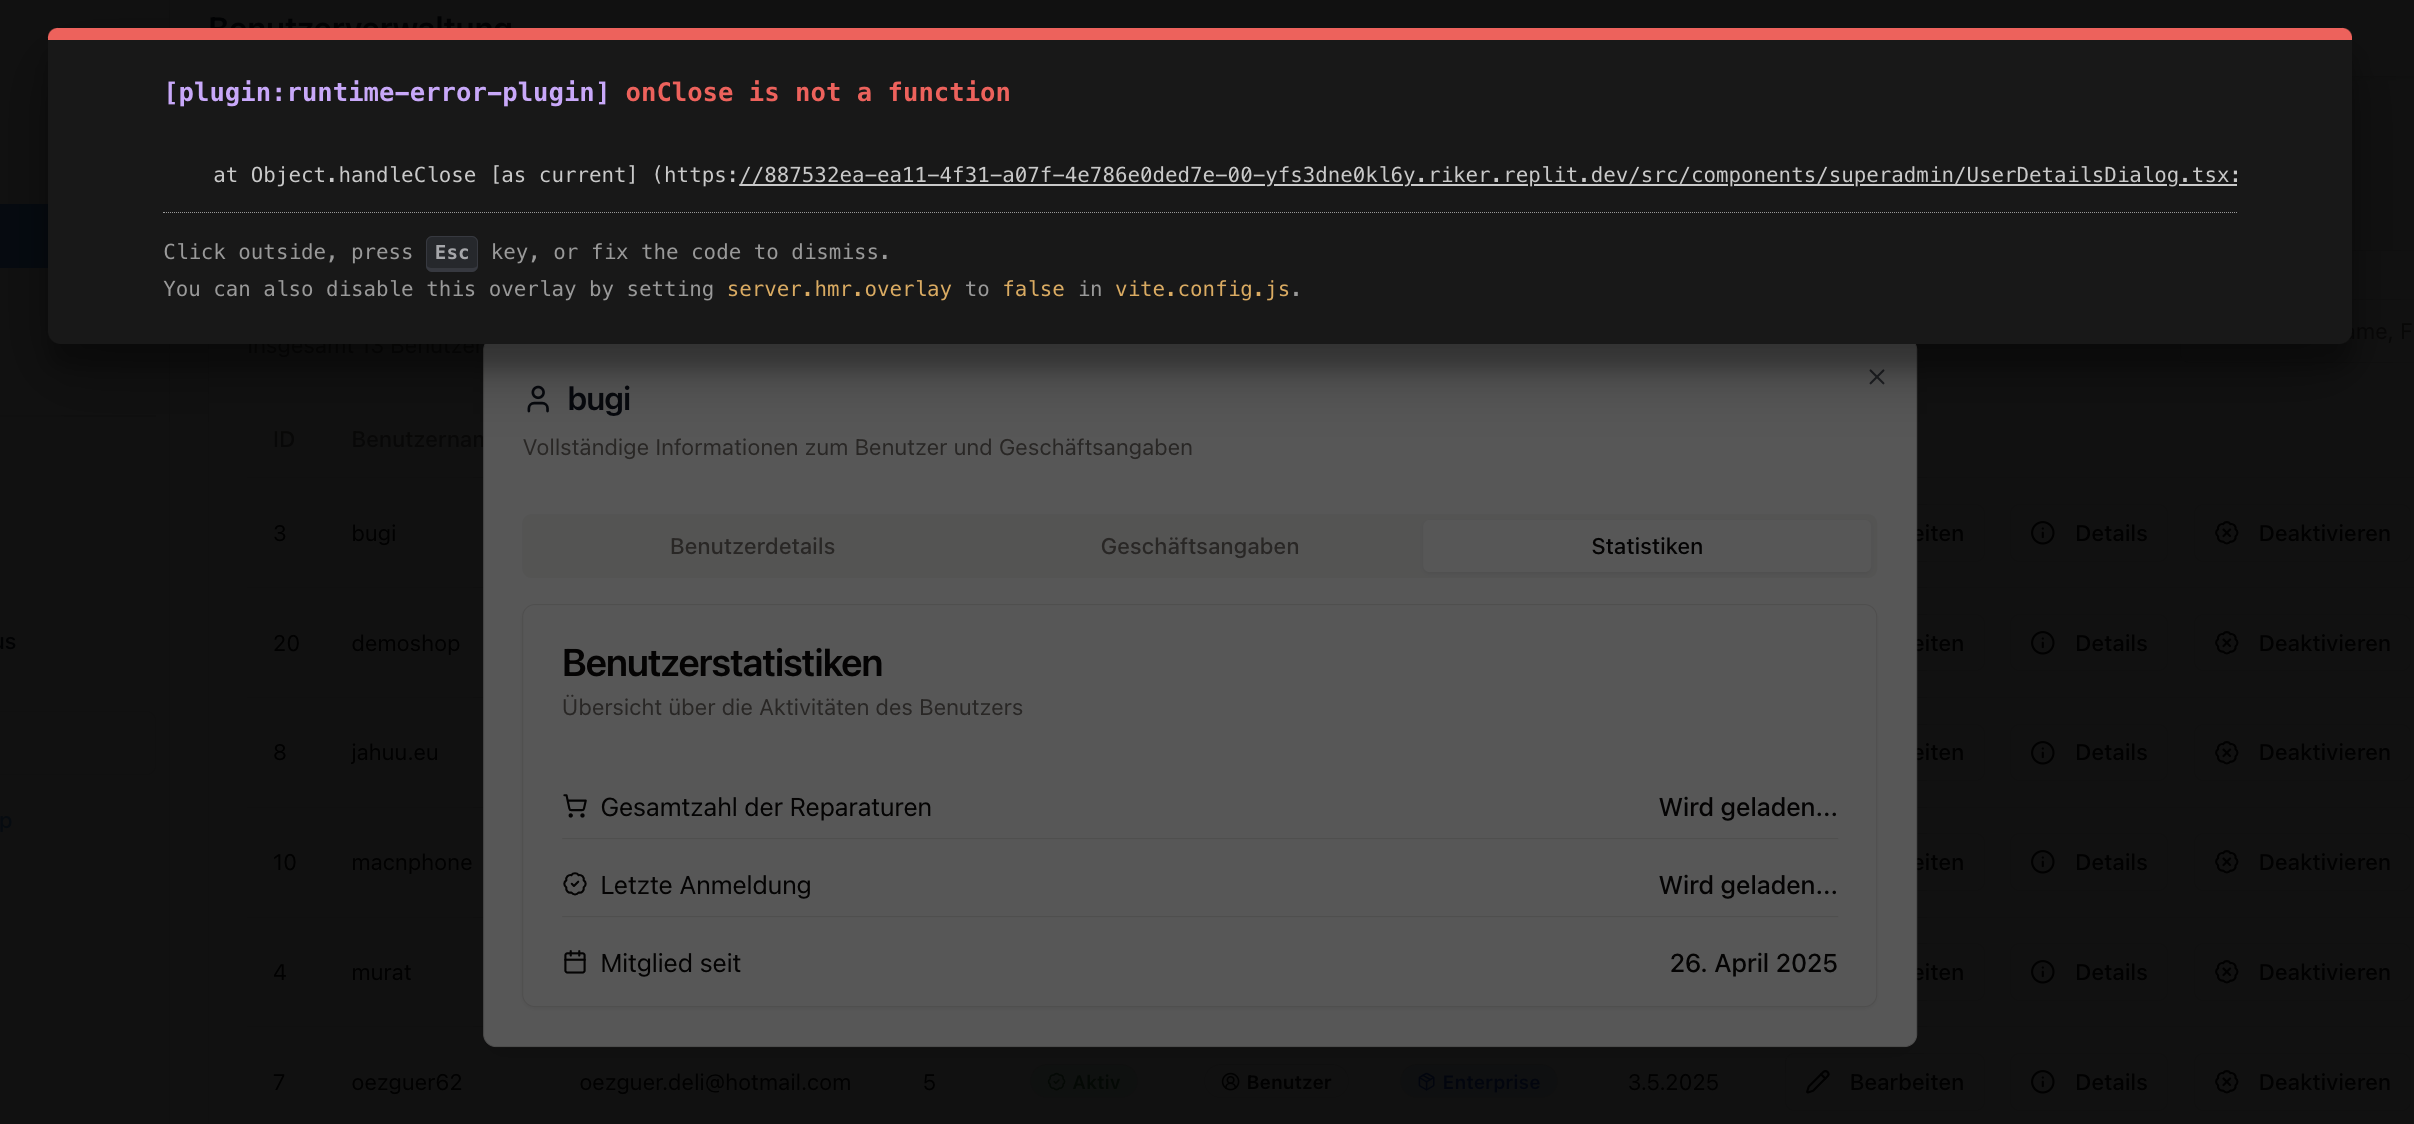 Benutzerverwaltung
[plugin:runtime-error-plugin] onClose is not a function
at Object.handleClose [as current] (https://887532ea-ea11-4f31-a07f-4e786e0ded7e-00-yfs3dne0kl6y.riker.replit.dev/src/components/superadmin/UserDetailsDialog.tsx:
Click outside, press Esc key, or fix the code to dismiss.
You can also disable this overlay by setting server.hmr.overlay to false in vite.config.js.
Insgesamt 13 Benutzer
bugi
Vollständige Informationen zum Benutzer und Geschäftsangaben
ID Benutzernam
Benutzerdetails Geschäftsangaben Statistiken
3 bugi eiten Details Deaktivieren
20 demoshop eiten Details Deaktivieren
us
Benutzerstatistiken
Übersicht über die Aktivitäten des Benutzers
8 jahuu.eu eiten Details Deaktivieren
Gesamtzahl der Reparaturen Wird geladen...
p
10 macnphone eiten Details Deaktivieren
Letzte Anmeldung Wird geladen...
4 murat eiten Details Deaktivieren
Mitglied seit 26. April 2025
7 oezguer62 oezguer.deli@hotmail.com 5 Aktiv Benutzer Enterprise 3.5.2025 Bearbeiten Details Deaktivieren